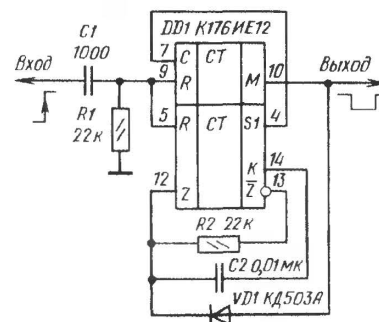 DD1 К176ИЕ12
C1
1000
Вход
7 C CT M 10 Выход
9 R
R1
22к
5 R CT S1 4
K 14
12 Z Z 13
R2 22к
C2 0,01мк
VD1 КД503А